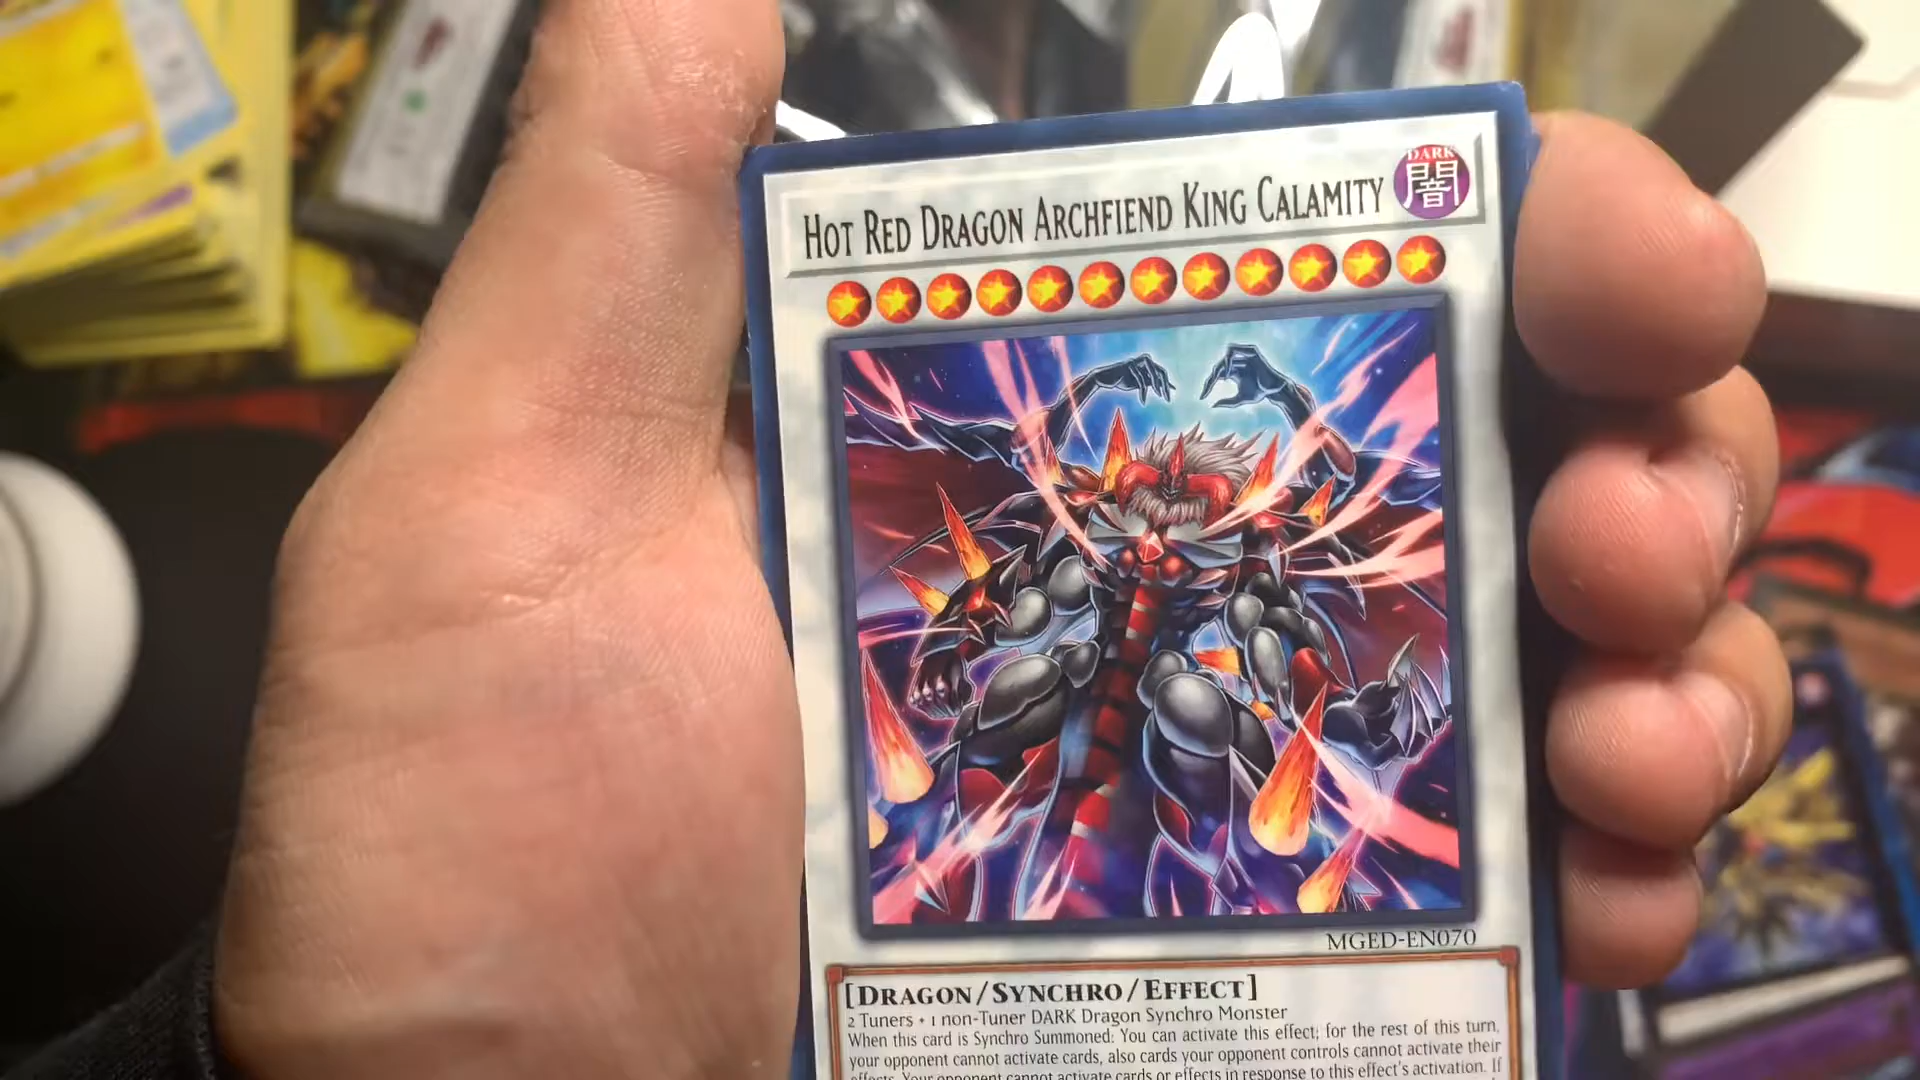 HOT RED DRAGON ARCHFIEND KING CALAMITY
DARK
闇
MGED-EN070
[DRAGON/SYNCHRO/EFFECT]
2 Tuners + 1 non-Tuner DARK Dragon Synchro Monster
When this card is Synchro Summoned: You can activate this effect; for the rest of this turn,
your opponent cannot activate cards, also cards your opponent controls cannot activate their
effects. Your opponent cannot activate cards or effects in response to this effect's activation. If